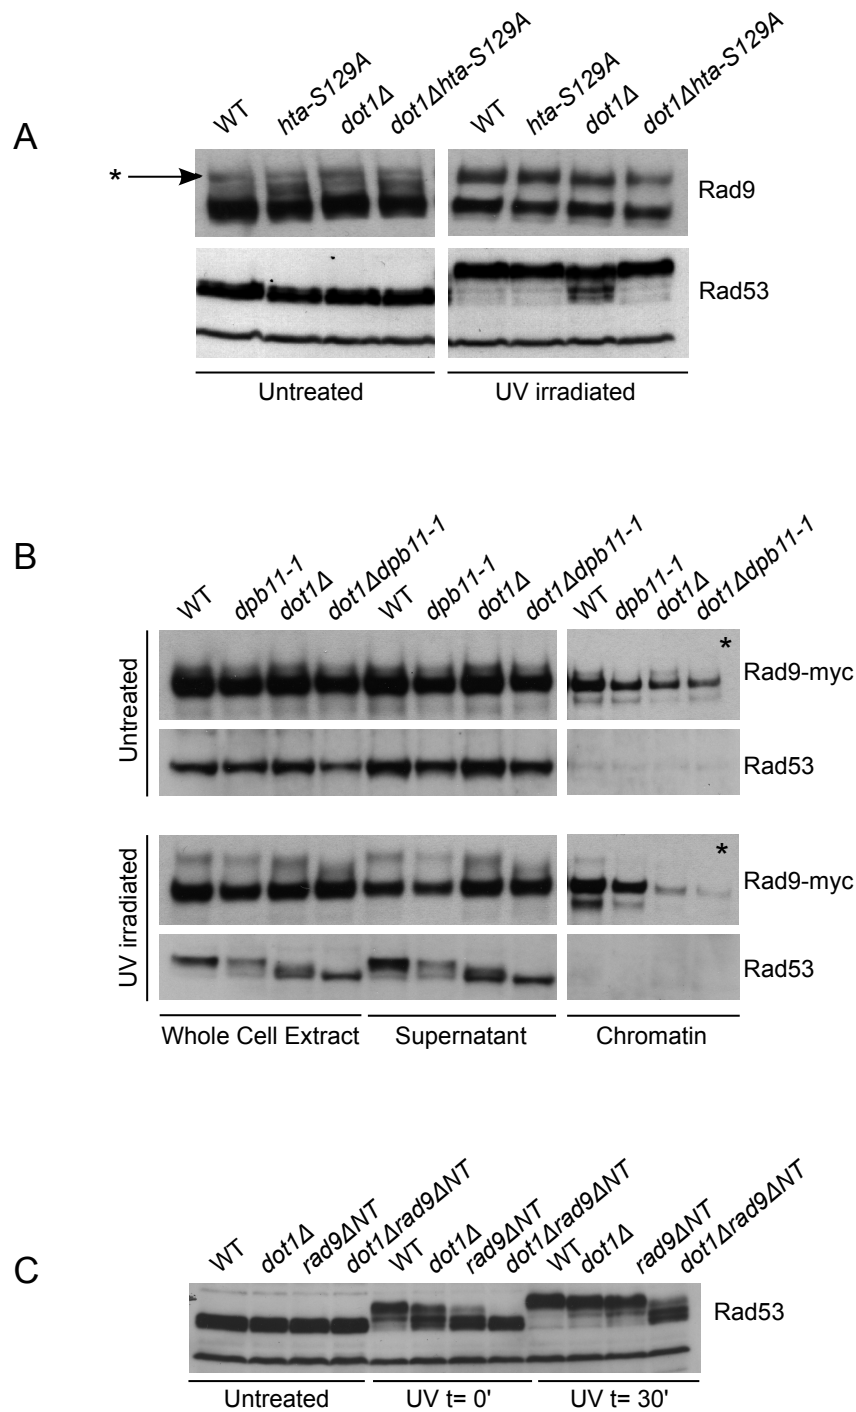 A
WT hta-S129A dot1Δ dot1Δhta-S129A WT hta-S129A dot1Δ dot1Δhta-S129A
* Rad9
Rad53
Untreated UV irradiated
B
WT dpb11-1 dot1Δ dot1Δdpb11-1 WT dpb11-1 dot1Δ dot1Δdpb11-1 WT dpb11-1 dot1Δ dot1Δdpb11-1
Untreated
* Rad9-myc
Rad53
UV irradiated
* Rad9-myc
Rad53
Whole Cell Extract Supernatant Chromatin
C
WT dot1Δ rad9ΔNT dot1Δrad9ΔNT WT dot1Δ rad9ΔNT dot1Δrad9ΔNT WT dot1Δ rad9ΔNT dot1Δrad9ΔNT
Rad53
Untreated UV t= 0' UV t= 30'